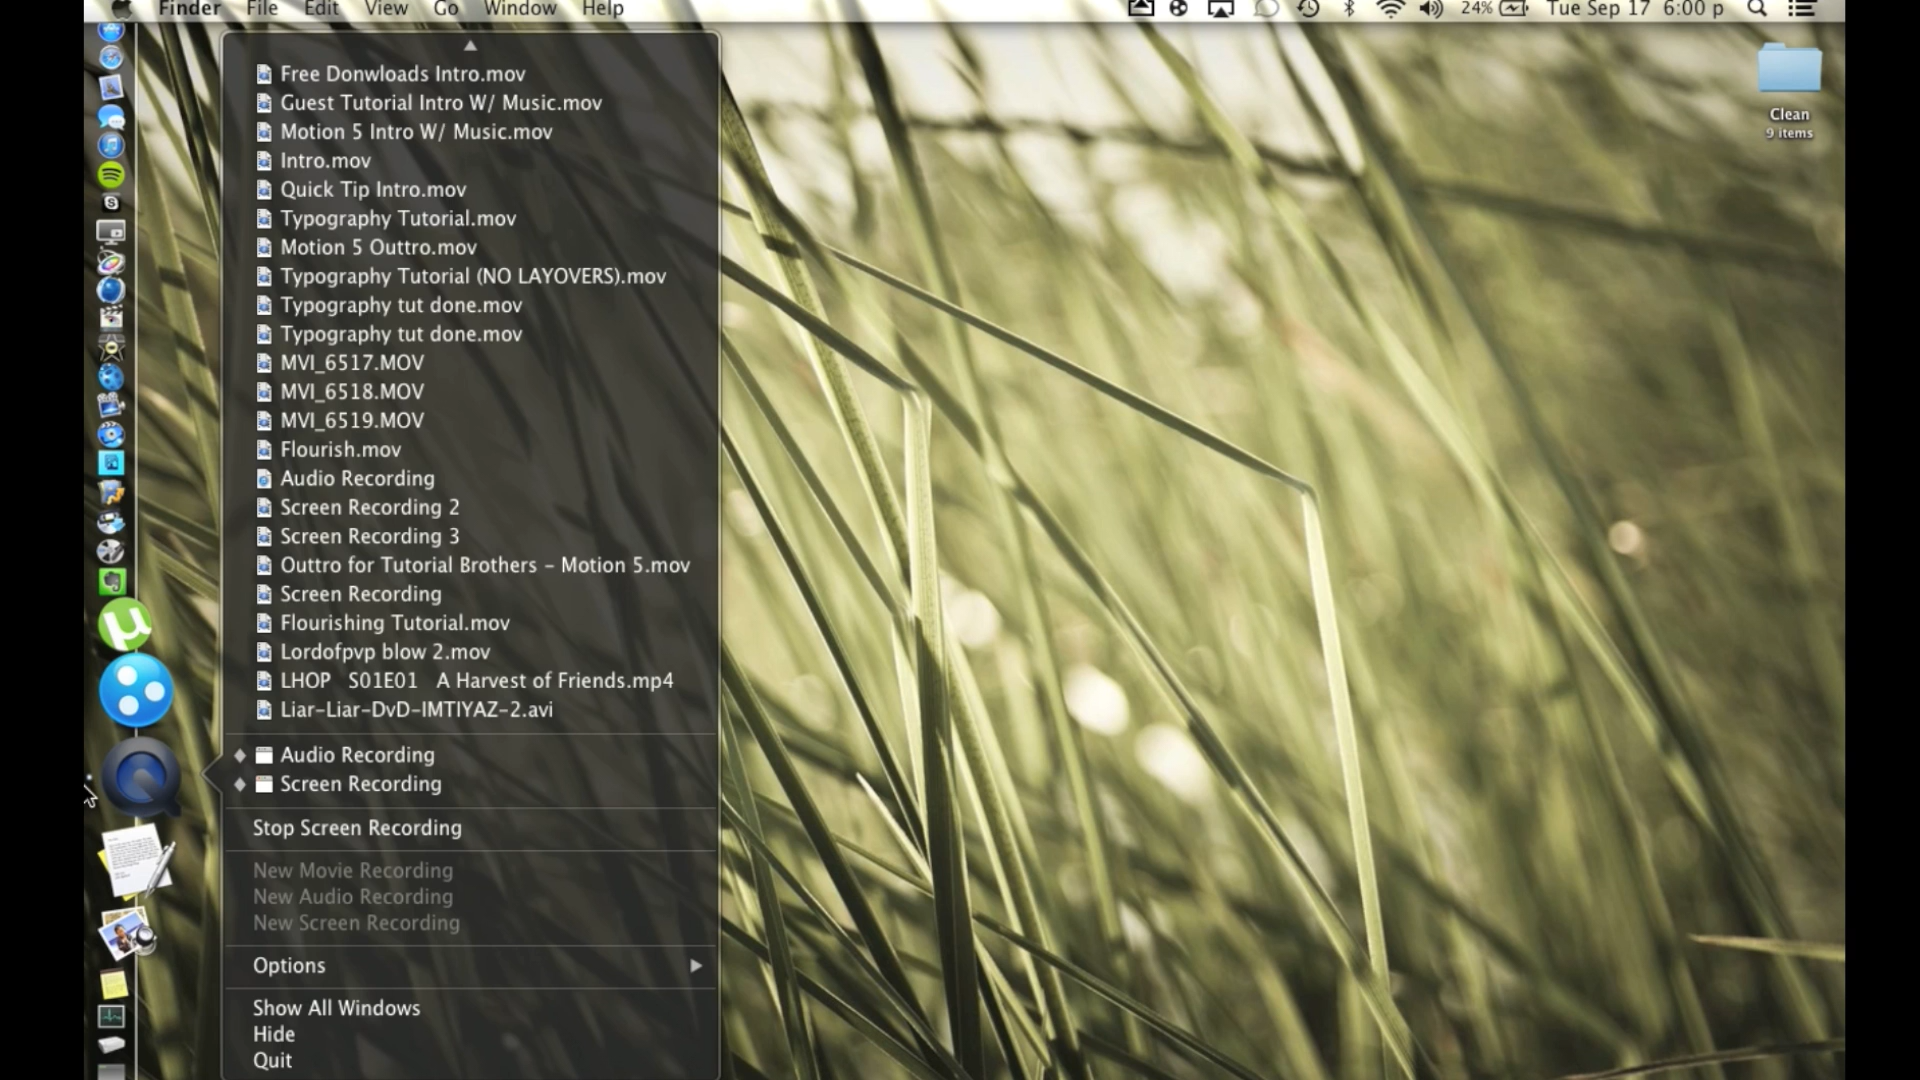 Finder File Edit View Go Window Help 24% Tue Sep 17 6:00 p
Clean
9 items
Free Donwloads Intro.mov
Guest Tutorial Intro W/ Music.mov
Motion 5 Intro W/ Music.mov
Intro.mov
Quick Tip Intro.mov
Typography Tutorial.mov
Motion 5 Outtro.mov
Typography Tutorial (NO LAYOVERS).mov
Typography tut done.mov
Typography tut done.mov
MVI_6517.MOV
MVI_6518.MOV
MVI_6519.MOV
Flourish.mov
Audio Recording
Screen Recording 2
Screen Recording 3
Outtro for Tutorial Brothers – Motion 5.mov
Screen Recording
Flourishing Tutorial.mov
Lordofpvp blow 2.mov
LHOP S01E01 A Harvest of Friends.mp4
Liar-Liar-DvD-IMTIYAZ-2.avi
Audio Recording
Screen Recording
Stop Screen Recording
New Movie Recording
New Audio Recording
New Screen Recording
Options
Show All Windows
Hide
Quit